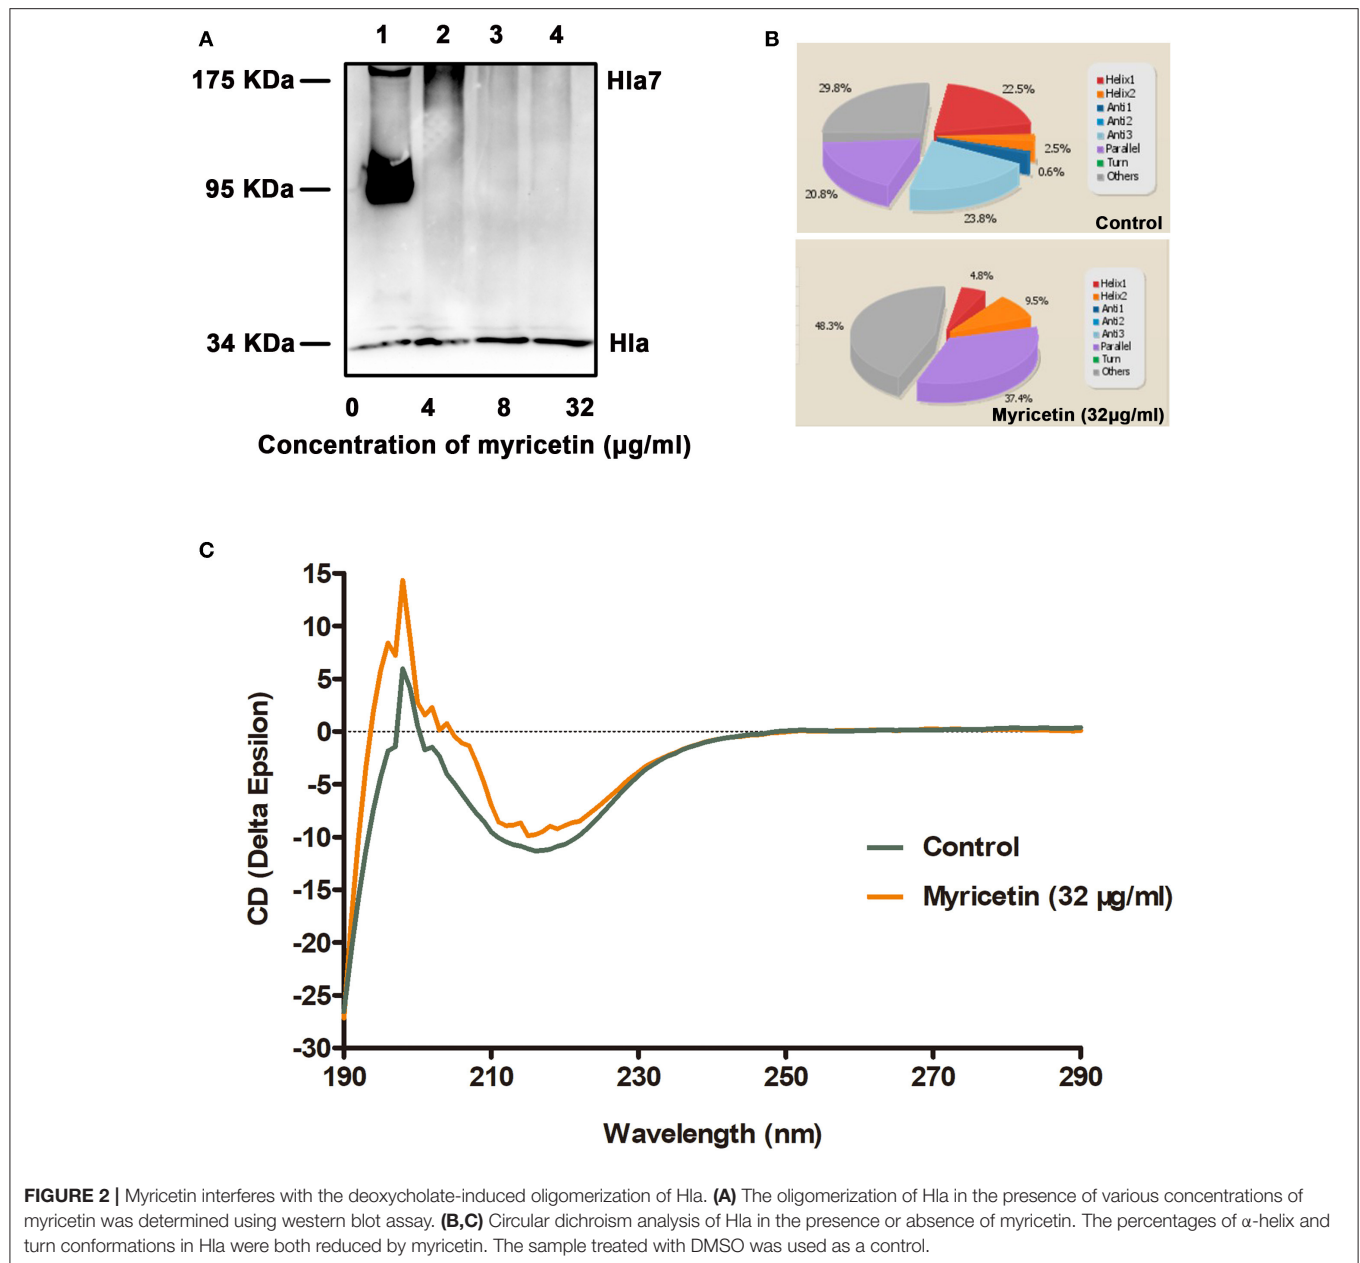 A
1 2 3 4
175 KDa
Hla7
95 KDa
34 KDa
Hla
0 4 8 32
Concentration of myricetin (µg/ml)
B
29.8%
22.5%
2.5%
0.6%
23.8%
20.8%
Helix1
Helix2
Anti1
Anti2
Anti3
Parallel
Turn
Others
Control
4.8%
9.5%
48.3%
37.4%
Helix1
Helix2
Anti1
Anti2
Anti3
Parallel
Turn
Others
Myricetin (32µg/ml)
C
15
10
5
0
-5
-10
-15
-20
-25
-30
CD (Delta Epsilon)
190 210 230 250 270 290
Wavelength (nm)
Control
Myricetin (32 µg/ml)
FIGURE 2 | Myricetin interferes with the deoxycholate-induced oligomerization of Hla. (A) The oligomerization of Hla in the presence of various concentrations of
myricetin was determined using western blot assay. (B,C) Circular dichroism analysis of Hla in the presence or absence of myricetin. The percentages of α-helix and
turn conformations in Hla were both reduced by myricetin. The sample treated with DMSO was used as a control.